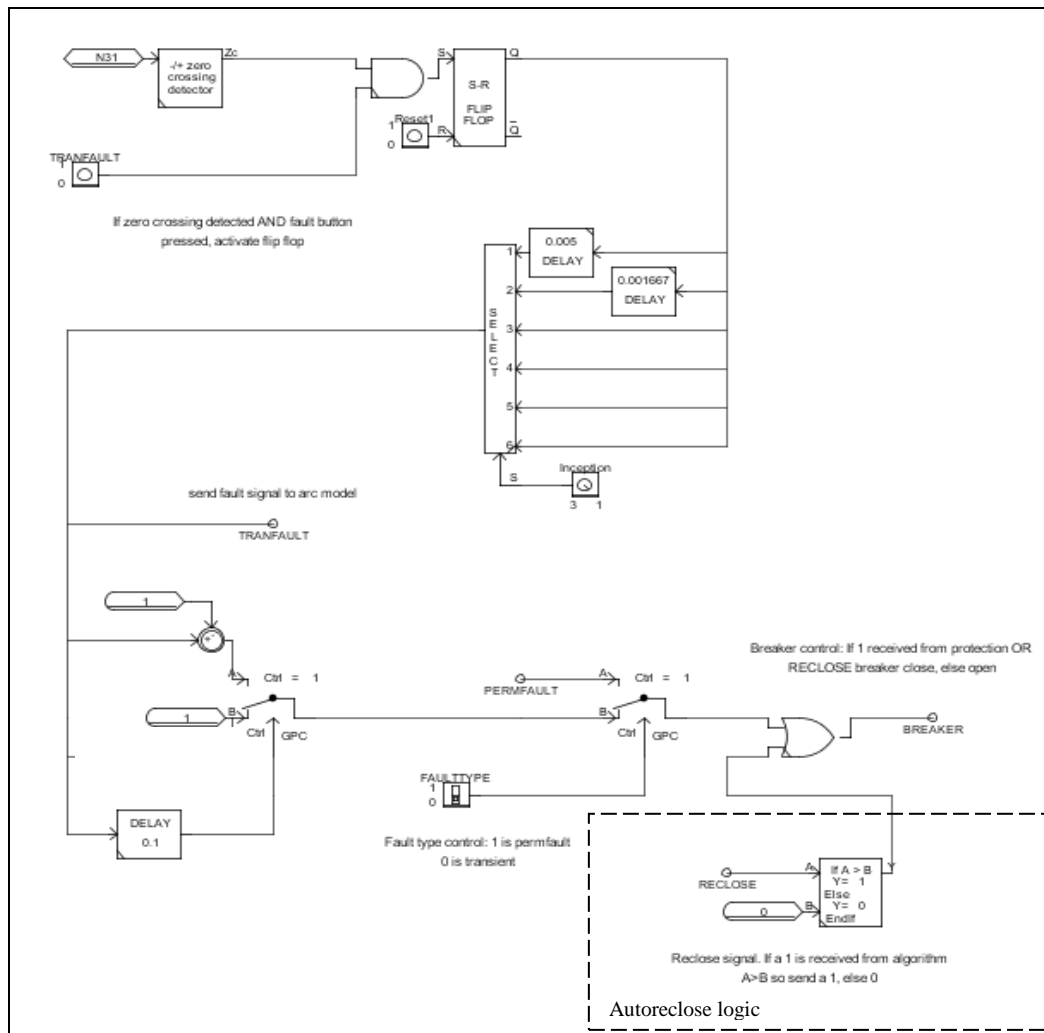 N31
-/+ zero
crossing
detector
Zc
S
Q
S-R
FLIP
FLOP
R
Q
Reset1
1
0
TRANFAULT
1
0
If zero crossing detected AND fault button
pressed, activate flip flop
0.005
DELAY
0.001667
DELAY
1
2
3
4
5
6
SELECT
S
Inception
3 1
send fault signal to arc model
TRANFAULT
1
+ -
A
Ctrl = 1
1
B
Ctrl
GPC
PERMFAULT
A
Ctrl = 1
B
Ctrl
GPC
Breaker control: If 1 received from protection OR
RECLOSE breaker close, else open
BREAKER
FAULTTYPE
1
0
DELAY
0.1
Fault type control: 1 is permfault
0 is transient
RECLOSE
A
If A > B
Y= 1
Else
Y= 0
EndIf
Y
0
B
Reclose signal. If a 1 is received from algorithm
A>B so send a 1, else 0
Autoreclose logic